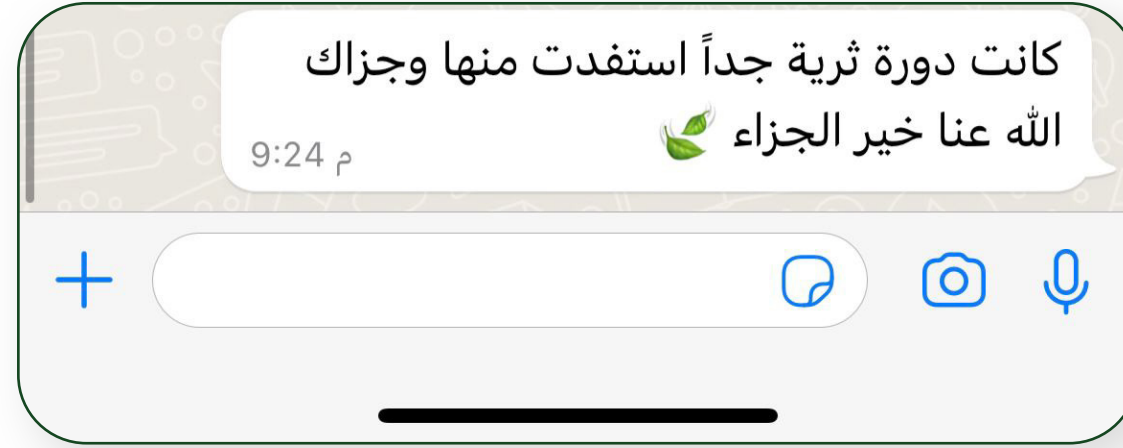 كانت دورة ثرية جداً استفدت منها وجزاك
الله عنا خير الجزاء 🍃
9:24 م